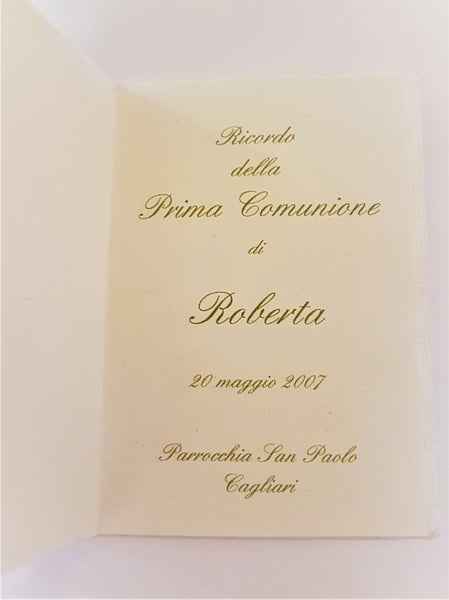 Ricordo
della
Prima Comunione
di
Roberta
20 maggio 2007
Parrocchia San Paolo
Cagliari